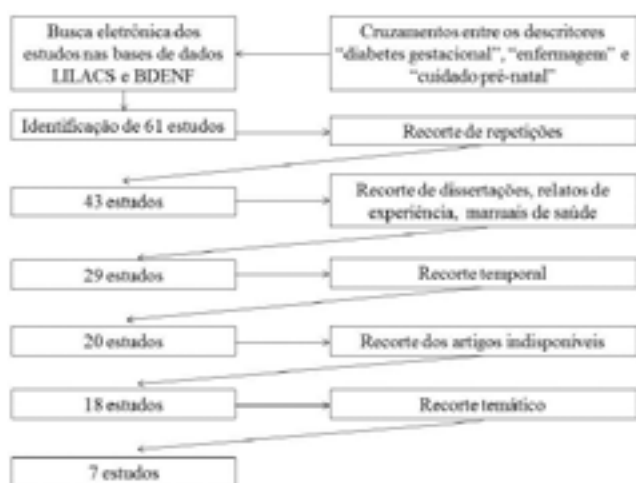 Busca eletrônica dos
estudos nas bases de dados
LILACS e BDENF
Cruzamentos entre os descritores
“diabetes gestacional”, “enfermagem” e
“cuidado pré-natal”
Identificação de 61 estudos
Recorte de repetições
43 estudos
Recorte de dissertações, relatos de
experiência, manuais de saúde
29 estudos
Recorte temporal
20 estudos
Recorte dos artigos indisponíveis
18 estudos
Recorte temático
7 estudos